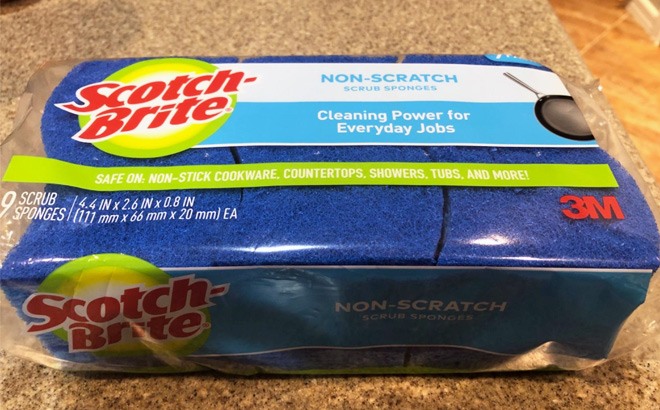 Scotch-
Brite
NON-SCRATCH
SCRUB SPONGES
Cleaning Power for
Everyday Jobs
SAFE ON: NON-STICK COOKWARE, COUNTERTOPS, SHOWERS, TUBS, AND MORE!
9 SCRUB
SPONGES
4.4 IN x 2.6 IN x 0.8 IN
(111 mm x 66 mm x 20 mm) EA
3M
Scotch-
Brite
NON-SCRATCH
SCRUB SPONGES